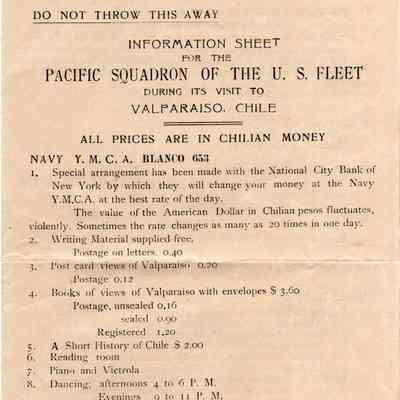 DO NOT THROW THIS AWAY
INFORMATION SHEET
FOR THE
PACIFIC SQUADRON OF THE U. S. FLEET
DURING ITS VISIT TO
VALPARAISO, CHILE
ALL PRICES ARE IN CHILIAN MONEY
NAVY Y. M. C. A. BLANCO 653
1. Special arrangement has been made with the National City Bank of
New York by which they will change your money at the Navy
Y.M.C.A. at the best rate of the day.
The value of the American Dollar in Chilian pesos fluctuates,
violently. Sometimes the rate changes as many as 20 times in one day.
2. Writing Material supplied free.
Postage on letters. 0.40
3. Post card views of Valparaiso 0.20
Postage 0.12
4. Books of views of Valparaiso with envelopes $ 3.60
Postage, unsealed 0.16
sealed 0.90
Registered 1.20
5. A Short History of Chile $ 2.00
6. Reading room
7. Piano and Victrola
8. Dancing, afternoons 4 to 6 P. M.
Evenings 9 to 11 P. M.